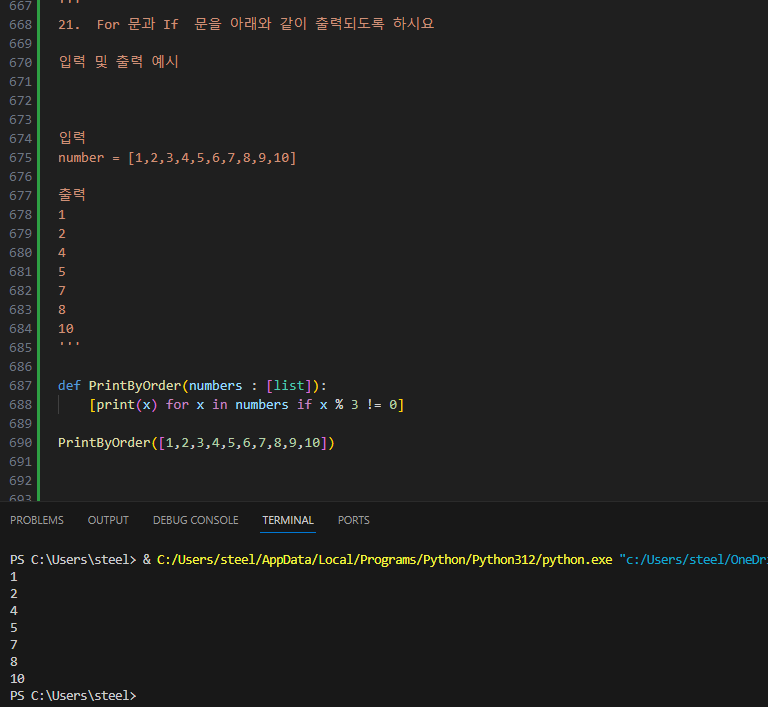 667 '''
668 21.  For 문과 If  문을 아래와 같이 출력되도록 하시요
669
670 입력 및 출력 예시
671
672
673
674 입력
675 number = [1,2,3,4,5,6,7,8,9,10]
676
677 출력
678 1
679 2
680 4
681 5
682 7
683 8
684 10
685 '''
686
687 def PrintByOrder(numbers : [list]):
688     [print(x) for x in numbers if x % 3 != 0]
689
690 PrintByOrder([1,2,3,4,5,6,7,8,9,10])
691
692
693
PROBLEMS OUTPUT DEBUG CONSOLE TERMINAL PORTS
PS C:\Users\steel> & C:/Users/steel/AppData/Local/Programs/Python/Python312/python.exe "c:/Users/steel/OneDri
1
2
4
5
7
8
10
PS C:\Users\steel>